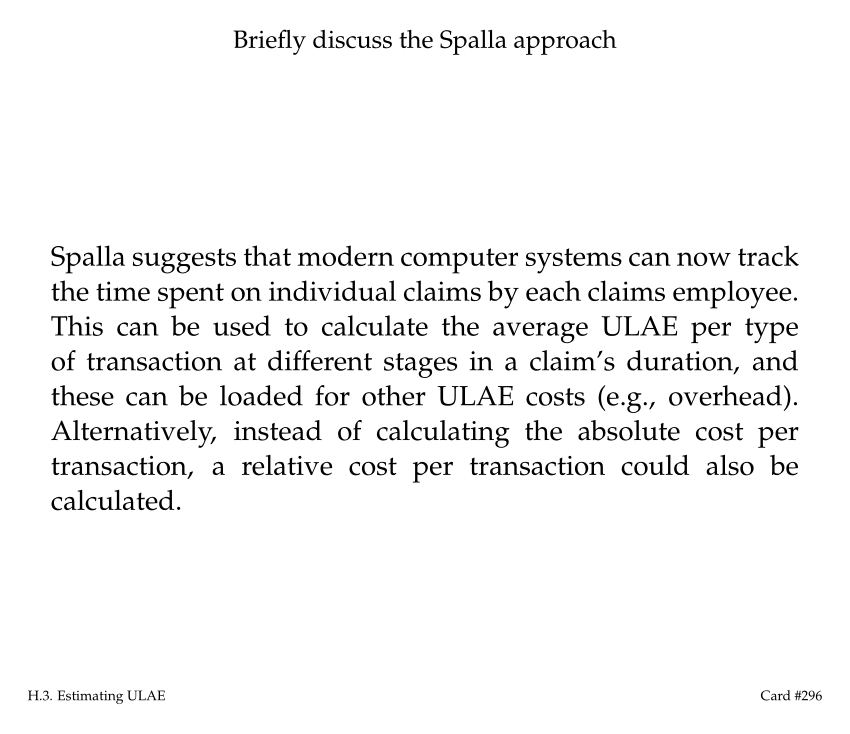 Briefly discuss the Spalla approach
Spalla suggests that modern computer systems can now track
the time spent on individual claims by each claims employee.
This can be used to calculate the average ULAE per type
of transaction at different stages in a claim's duration, and
these can be loaded for other ULAE costs (e.g., overhead).
Alternatively, instead of calculating the absolute cost per
transaction, a relative cost per transaction could also be
calculated.
H.3. Estimating ULAE
Card #296